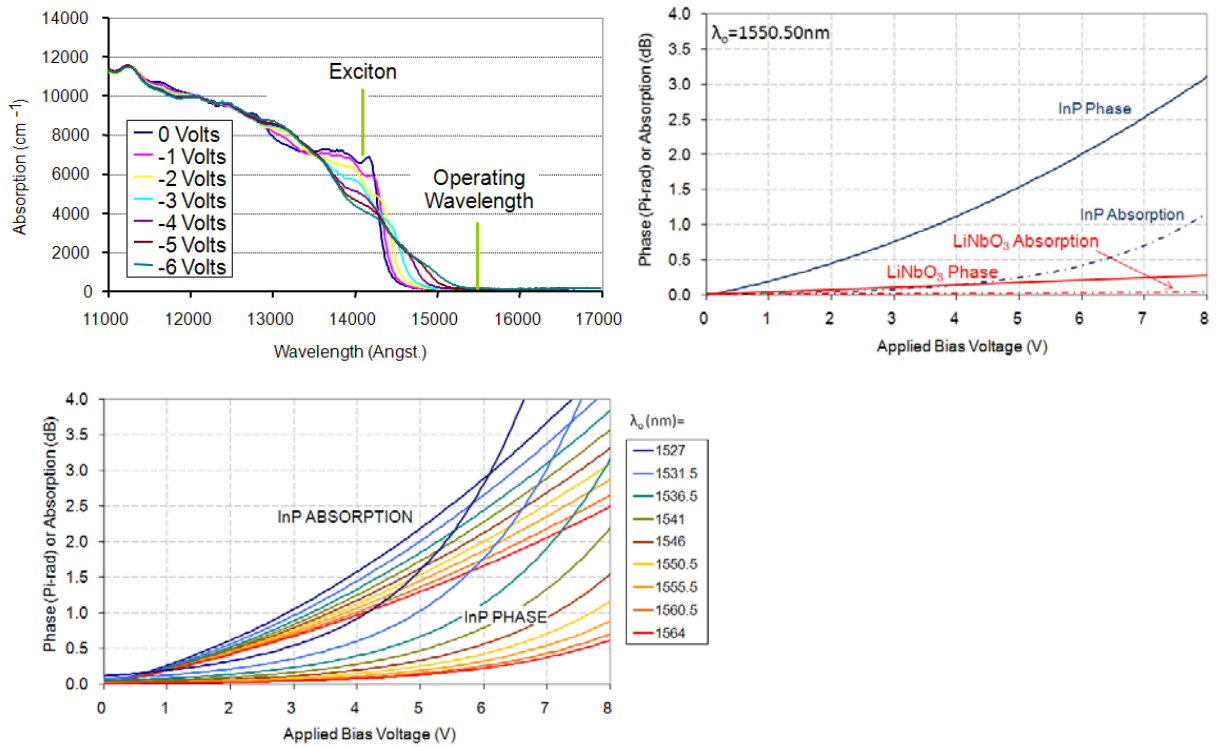 14000
12000
10000
8000
6000
4000
2000
0
Absorption (cm⁻¹)
Exciton
Operating
Wavelength
0 Volts
-1 Volts
-2 Volts
-3 Volts
-4 Volts
-5 Volts
-6 Volts
11000 12000 13000 14000 15000 16000 17000
Wavelength (Angst.)
4.0
3.5
3.0
2.5
2.0
1.5
1.0
0.5
0.0
Phase (Pi-rad) or Absorption (dB)
λₒ=1550.50nm
InP Phase
InP Absorption
LiNbO₃ Absorption
LiNbO₃ Phase
0 1 2 3 4 5 6 7 8
Applied Bias Voltage (V)
4.0
3.5
3.0
2.5
2.0
1.5
1.0
0.5
0.0
Phase (Pi-rad) or Absorption (dB)
InP ABSORPTION
InP PHASE
0 1 2 3 4 5 6 7 8
Applied Bias Voltage (V)
λₒ(nm)=
1527
1531.5
1536.5
1541
1546
1550.5
1555.5
1560.5
1564